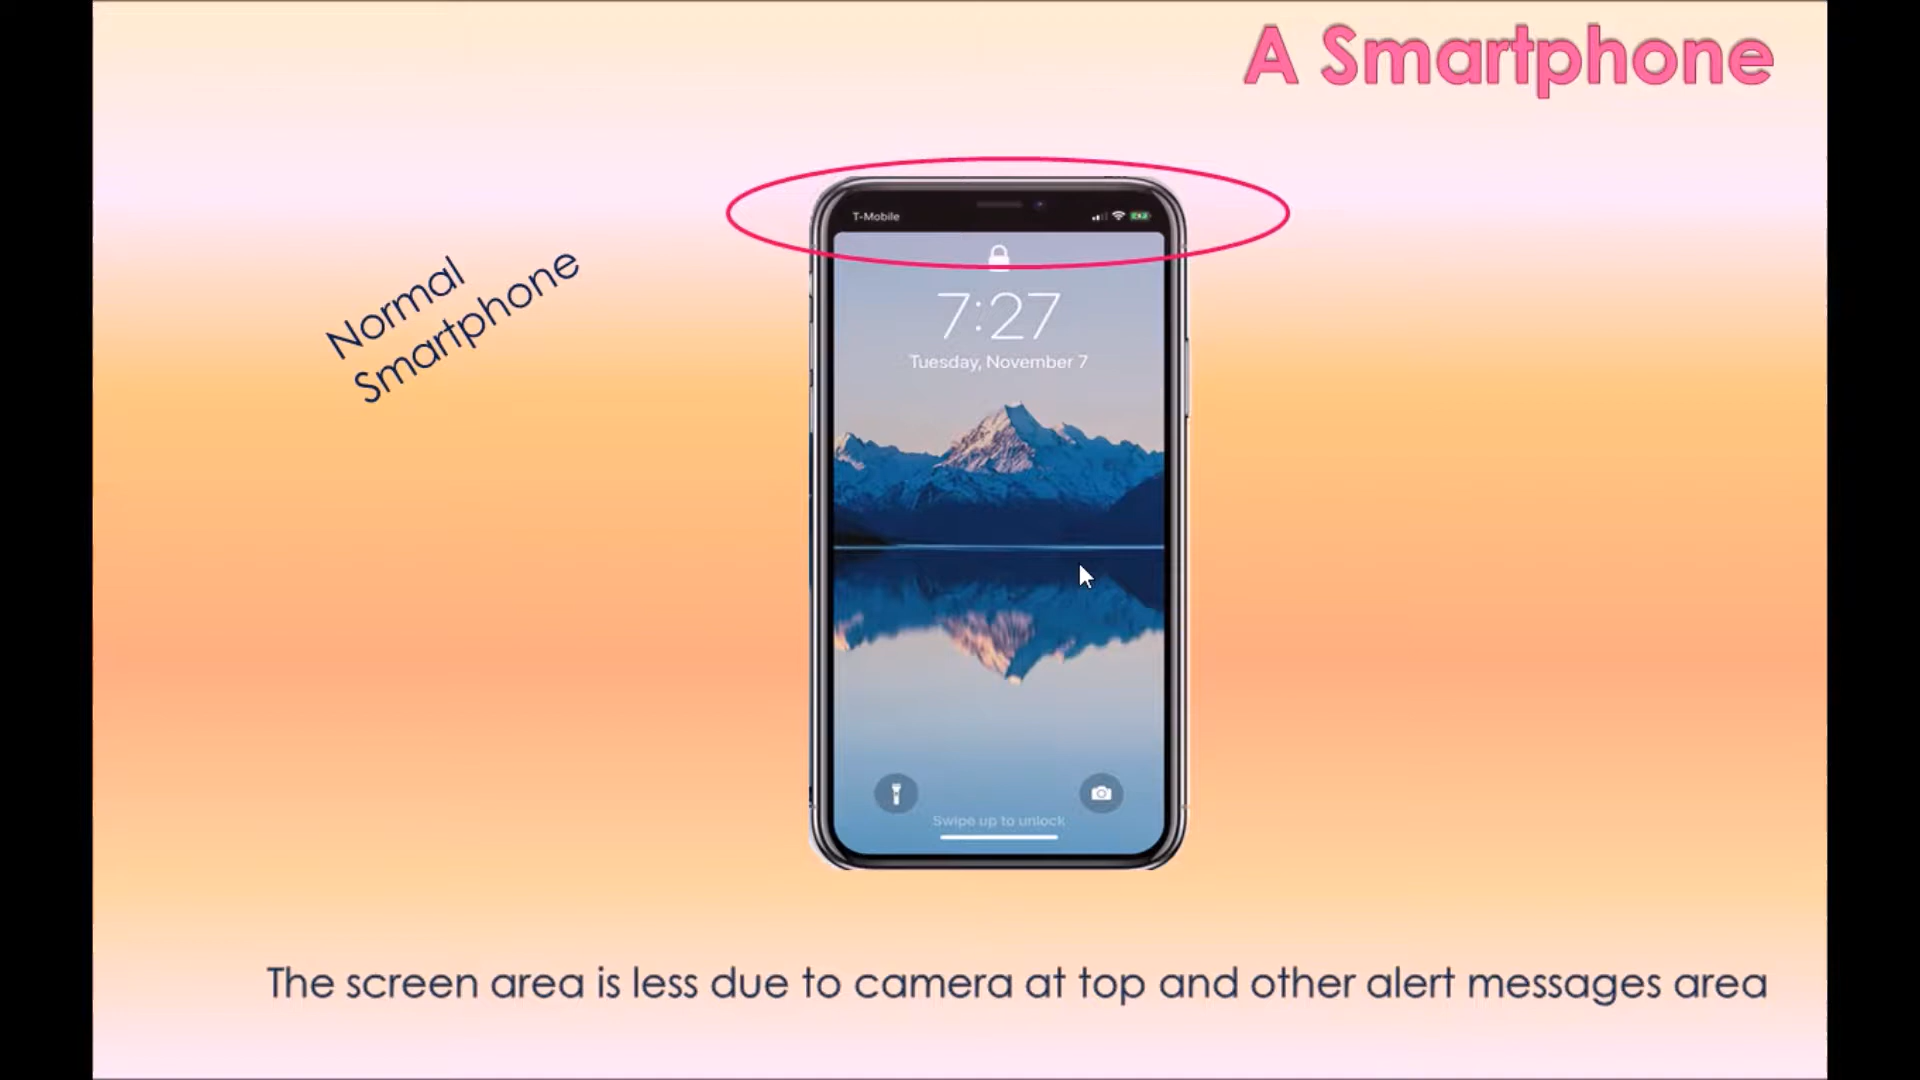 A Smartphone
T-Mobile
Normal
Smartphone
7:27
Tuesday, November 7
Swipe up to unlock
The screen area is less due to camera at top and other alert messages area